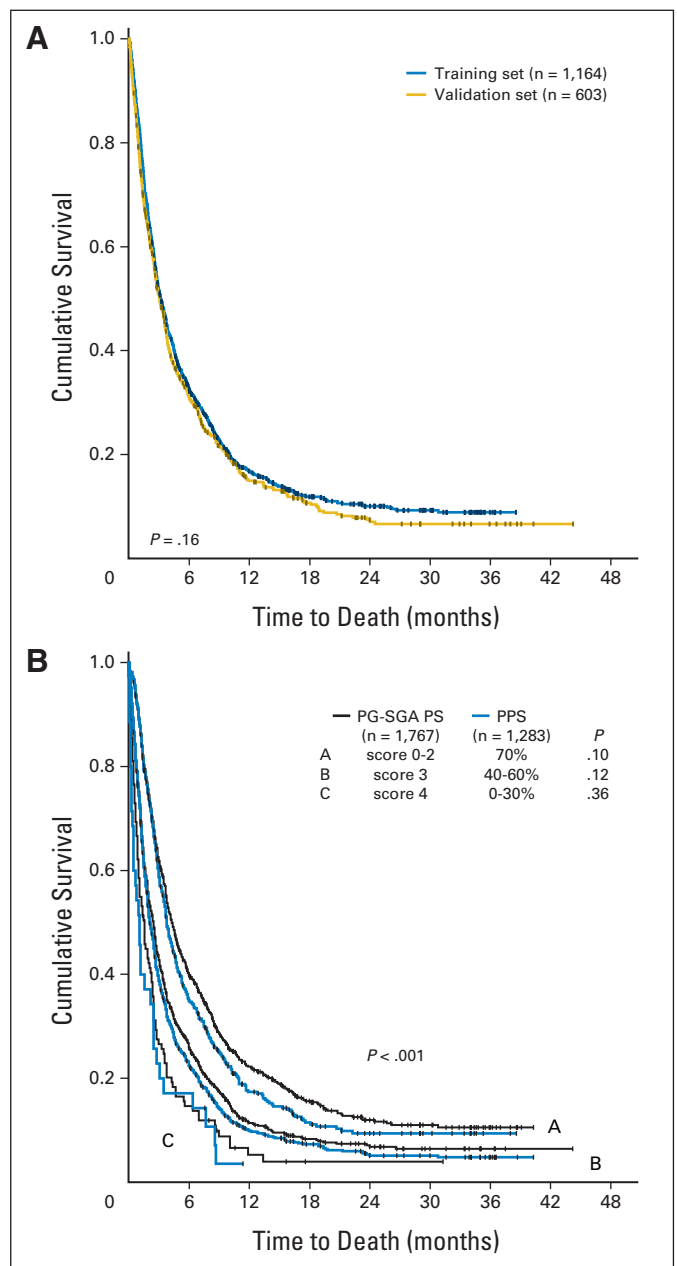 A
1.0
0.8
0.6
0.4
0.2
0
Cumulative Survival
Training set (n = 1,164)
Validation set (n = 603)
P = .16
6 12 18 24 30 36 42 48
Time to Death (months)
B
1.0
0.8
0.6
0.4
0.2
0
Cumulative Survival
PG-SGA PS PPS
(n = 1,767) (n = 1,283) P
A score 0-2 70% .10
B score 3 40-60% .12
C score 4 0-30% .36
P < .001
A
C
B
6 12 18 24 30 36 42 48
Time to Death (months)